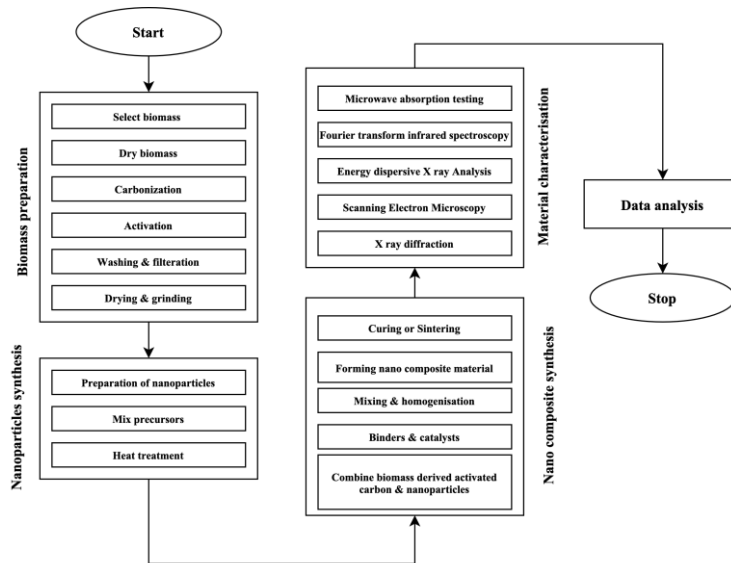 Start
Biomass preparation
Select biomass
Dry biomass
Carbonization
Activation
Washing & filteration
Drying & grinding
Nanoparticles synthesis
Preparation of nanoparticles
Mix precursors
Heat treatment
Microwave absorption testing
Fourier transform infrared spectroscopy
Energy dispersive X ray Analysis
Scanning Electron Microscopy
X ray diffraction
Material characterisation
Curing or Sintering
Forming nano composite material
Mixing & homogenisation
Binders & catalysts
Combine biomass derived activated
carbon & nanoparticles
Nano composite synthesis
Data analysis
Stop